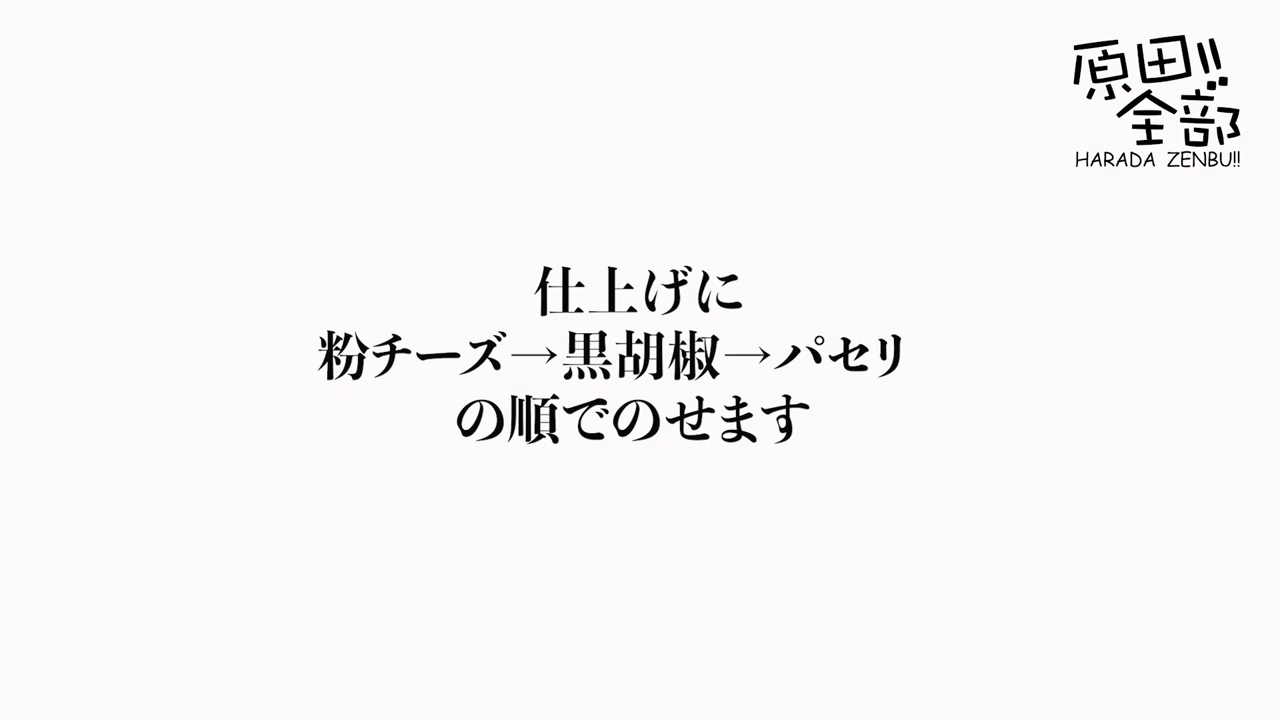 原田!!
全部
HARADA ZENBU!!
仕上げに
粉チーズ→黒胡椒→パセリ
の順でのせます